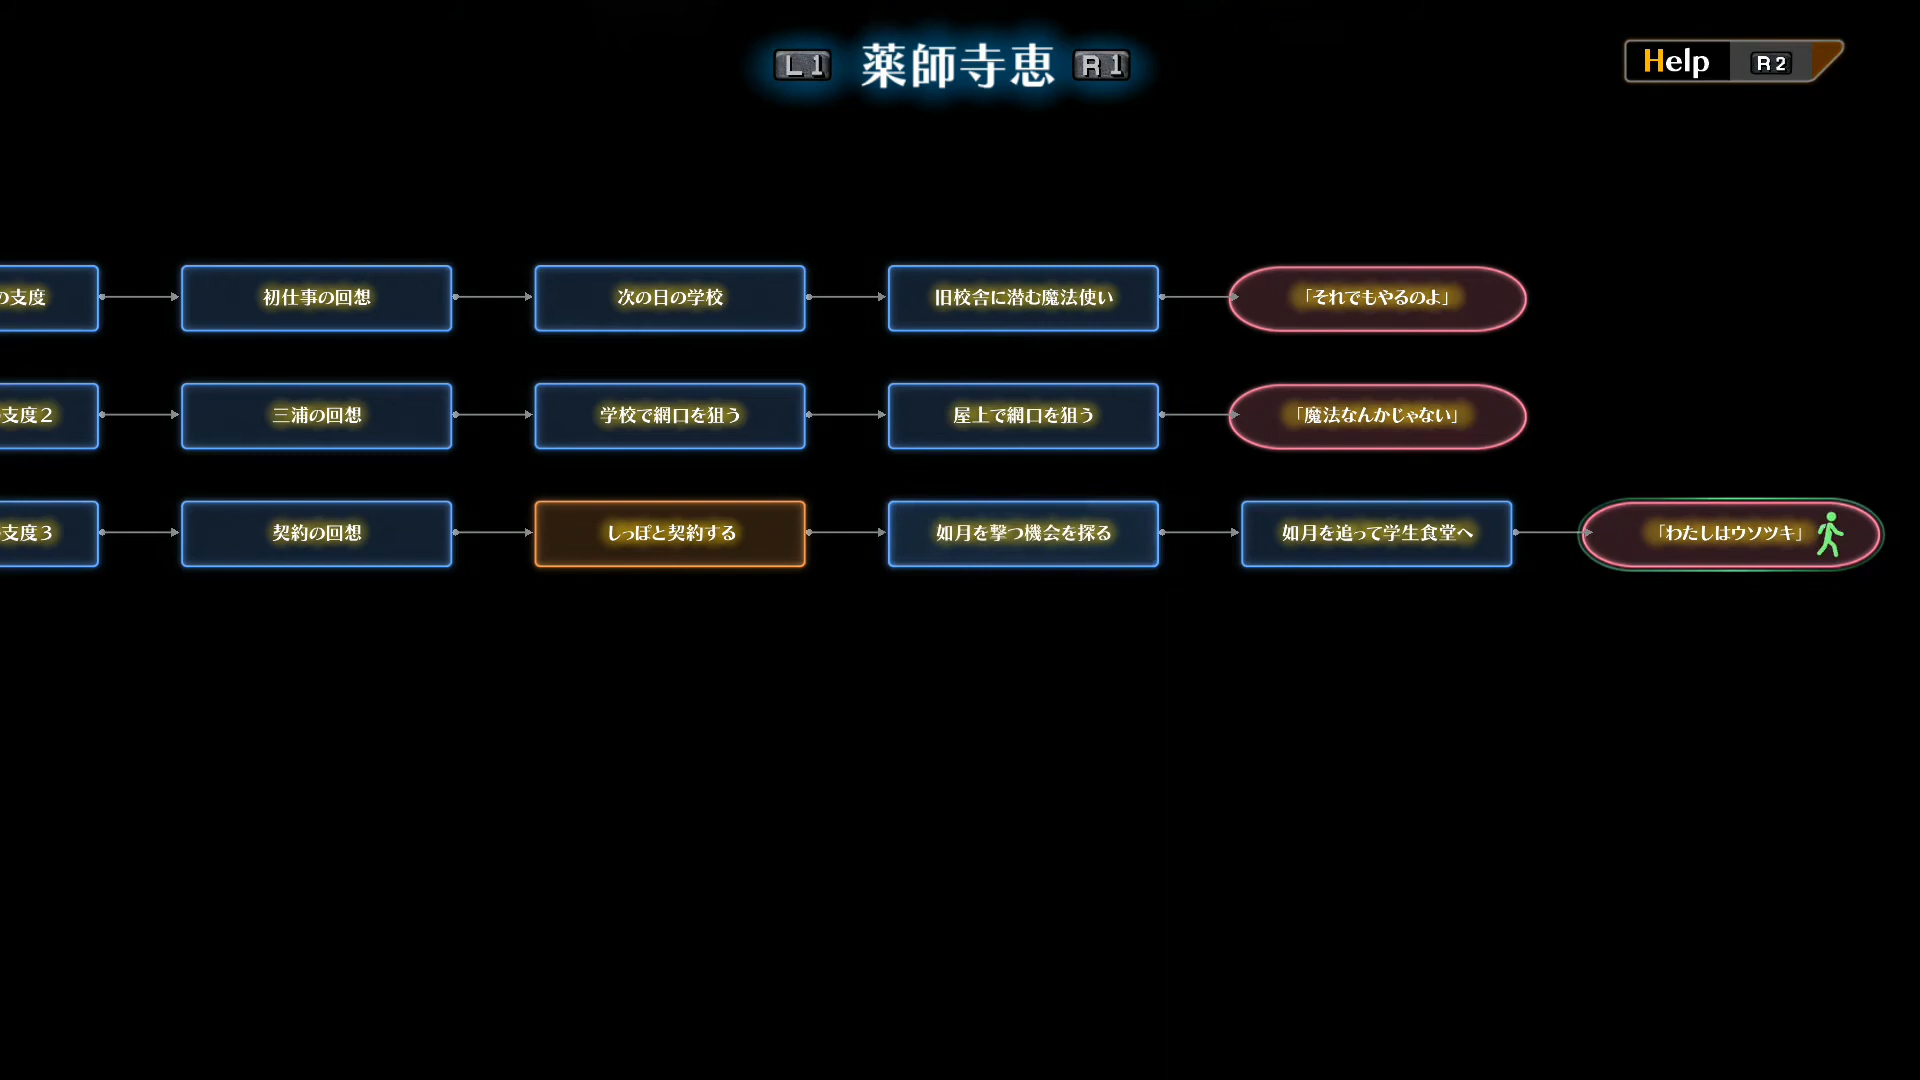 L1 薬師寺恵 R1
Help R2
の支度
初仕事の回想
次の日の学校
旧校舎に潜む魔法使い
「それでもやるのよ」
支度2
三浦の回想
学校で網口を狙う
屋上で網口を狙う
「魔法なんかじゃない」
支度3
契約の回想
しっぽと契約する
如月を撃つ機会を探る
如月を追って学生食堂へ
「わたしはウソツキ」